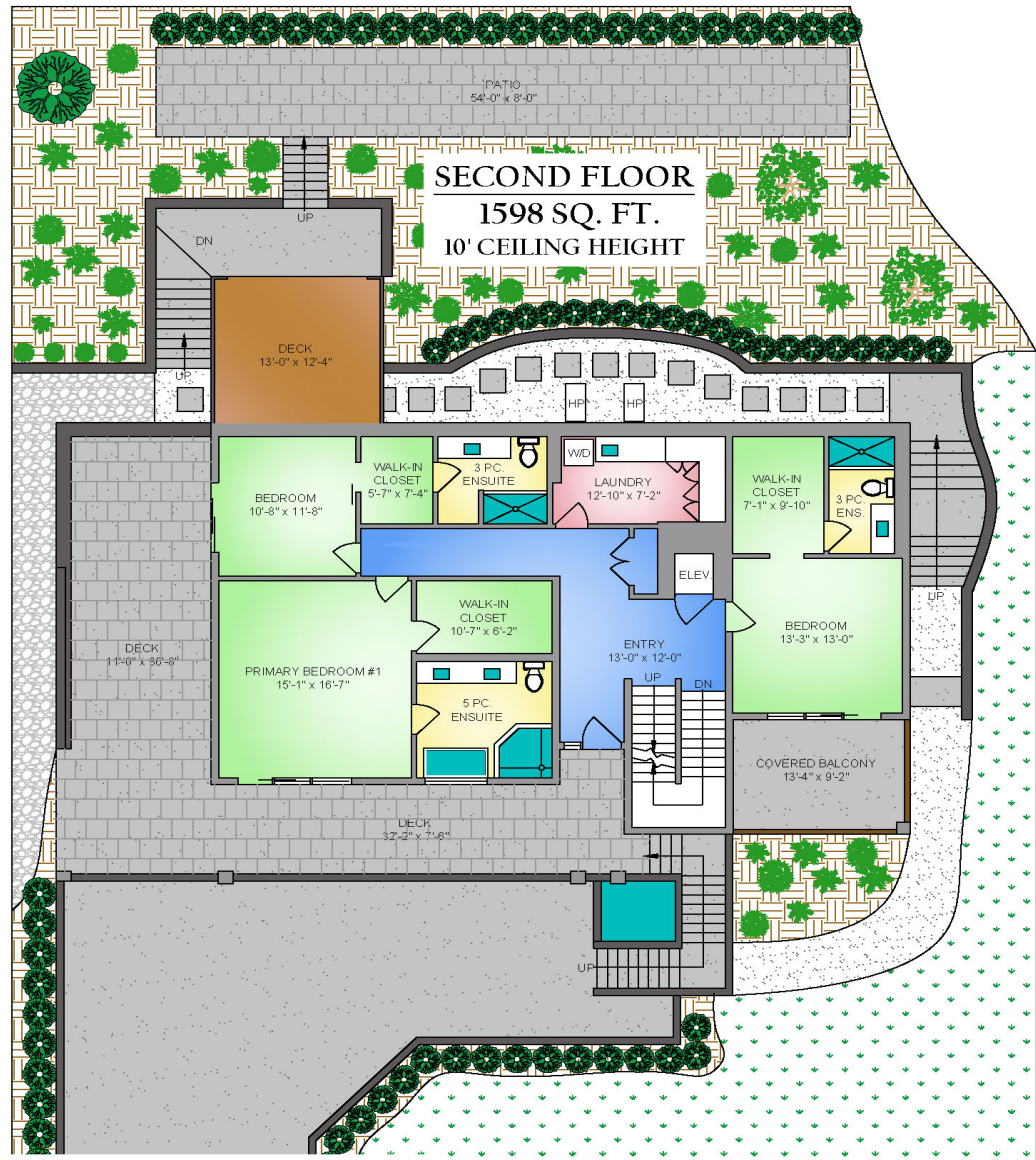 PATIO
54'-0" x 8'-0"
SECOND FLOOR
1598 SQ. FT.
10' CEILING HEIGHT
UP
DN
DECK
13'-0" x 12'-4"
UP
HP
HP
W/D
WALK-IN
CLOSET
5'-7" x 7'-4"
3 PC.
ENSUITE
LAUNDRY
12'-10" x 7'-2"
WALK-IN
CLOSET
7'-1" x 9'-10"
3 PC.
ENS.
BEDROOM
10'-8" x 11'-8"
ELEV.
UP
WALK-IN
CLOSET
10'-7" x 6'-2"
BEDROOM
13'-3" x 13'-0"
DECK
11'-0" x 36'-8"
ENTRY
13'-0" x 12'-0"
PRIMARY BEDROOM #1
15'-1" x 16'-7"
UP
DN
5 PC.
ENSUITE
COVERED BALCONY
13'-4" x 9'-2"
DECK
32'-2" x 7'-6"
UP